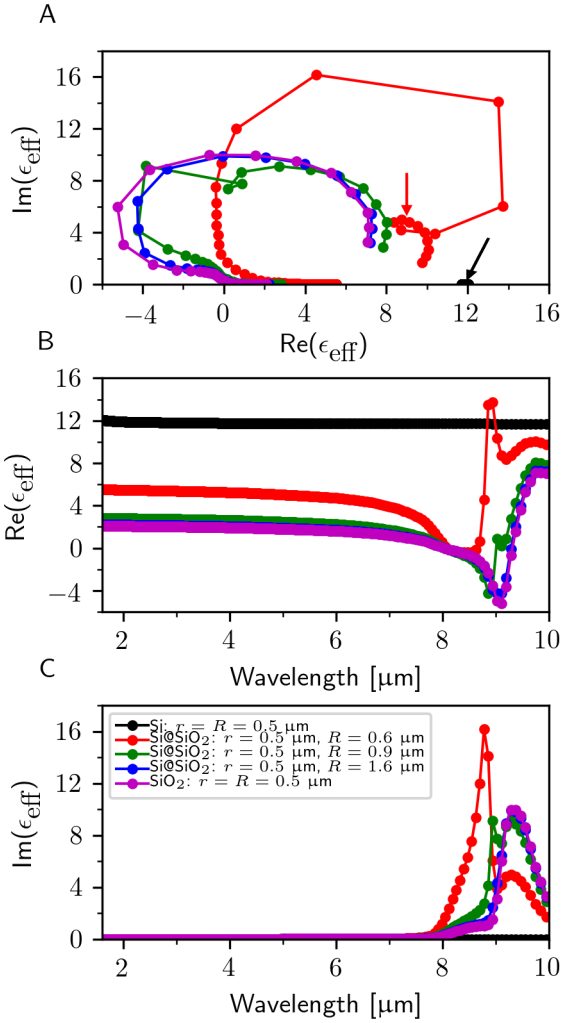 A
16
12
8
4
0
Im(ϵeff)
−4 0 4 8 12 16
Re(ϵeff)
B
16
12
8
4
0
−4
Re(ϵeff)
2 4 6 8 10
Wavelength [μm]
C
16
12
8
4
0
Im(ϵeff)
Si: r = R = 0.5 μm
Si@SiO2: r = 0.5 μm, R = 0.6 μm
Si@SiO2: r = 0.5 μm, R = 0.9 μm
Si@SiO2: r = 0.5 μm, R = 1.6 μm
SiO2: r = R = 0.5 μm
2 4 6 8 10
Wavelength [μm]